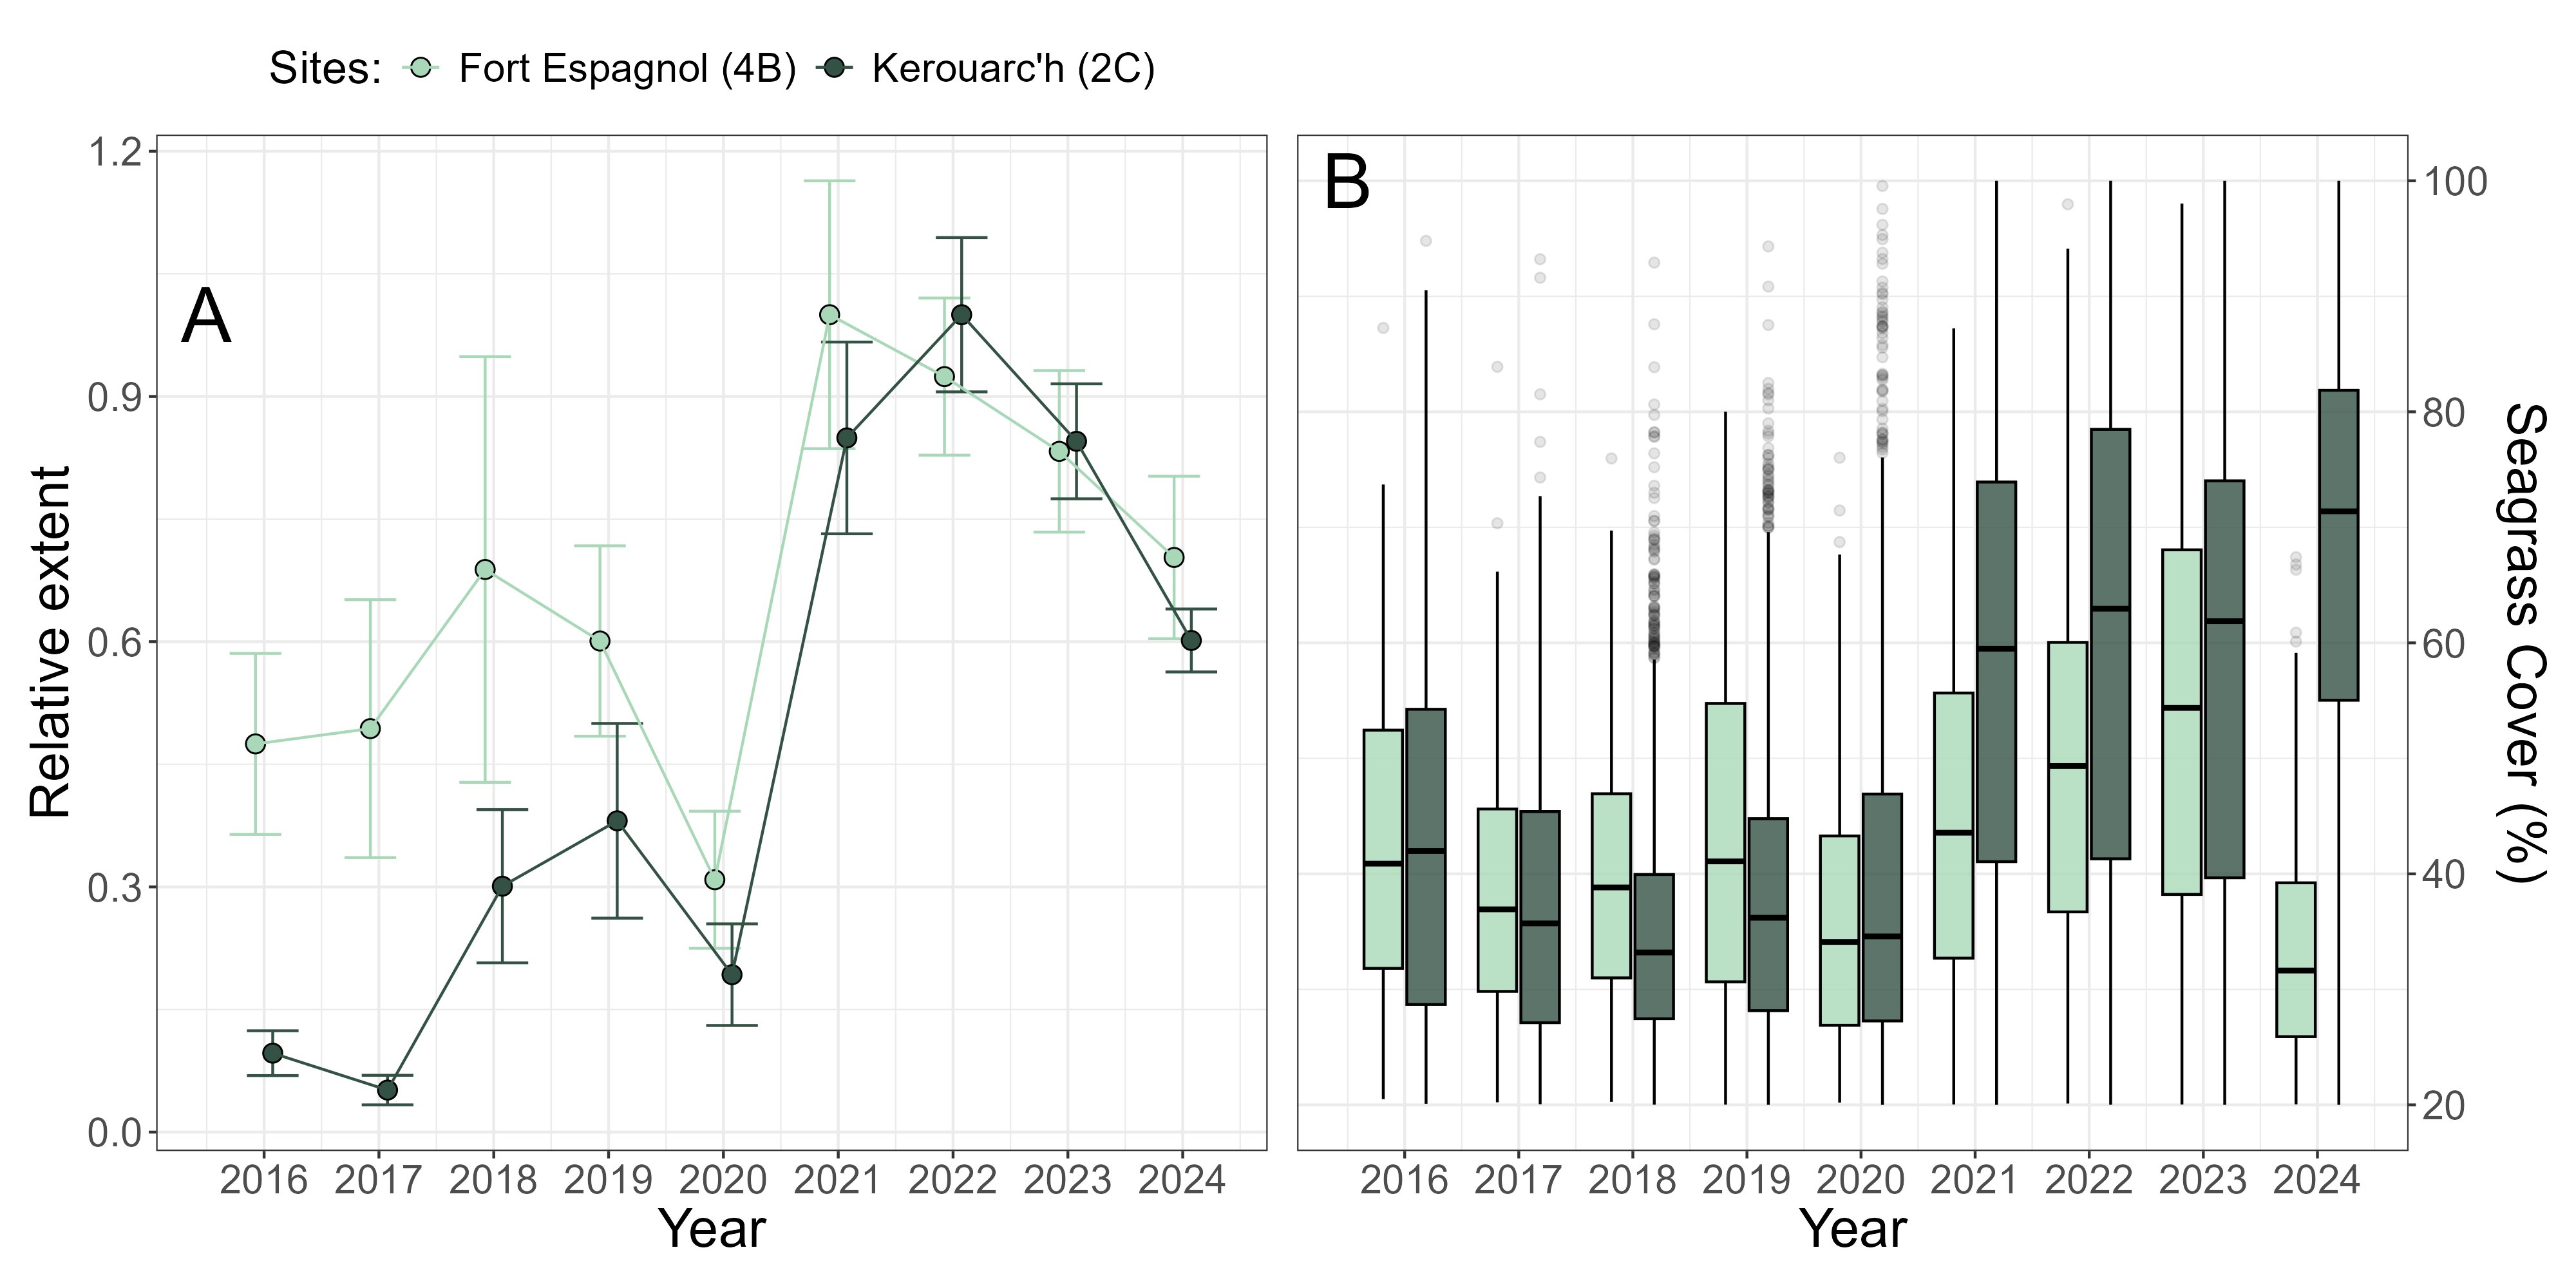 Sites: Fort Espagnol (4B) Kerouarc'h (2C)
A
1.2
0.9
0.6
0.3
0.0
Relative extent
2016 2017 2018 2019 2020 2021 2022 2023 2024
Year
B
100
80
60
40
20
Seagrass Cover (%)
2016 2017 2018 2019 2020 2021 2022 2023 2024
Year